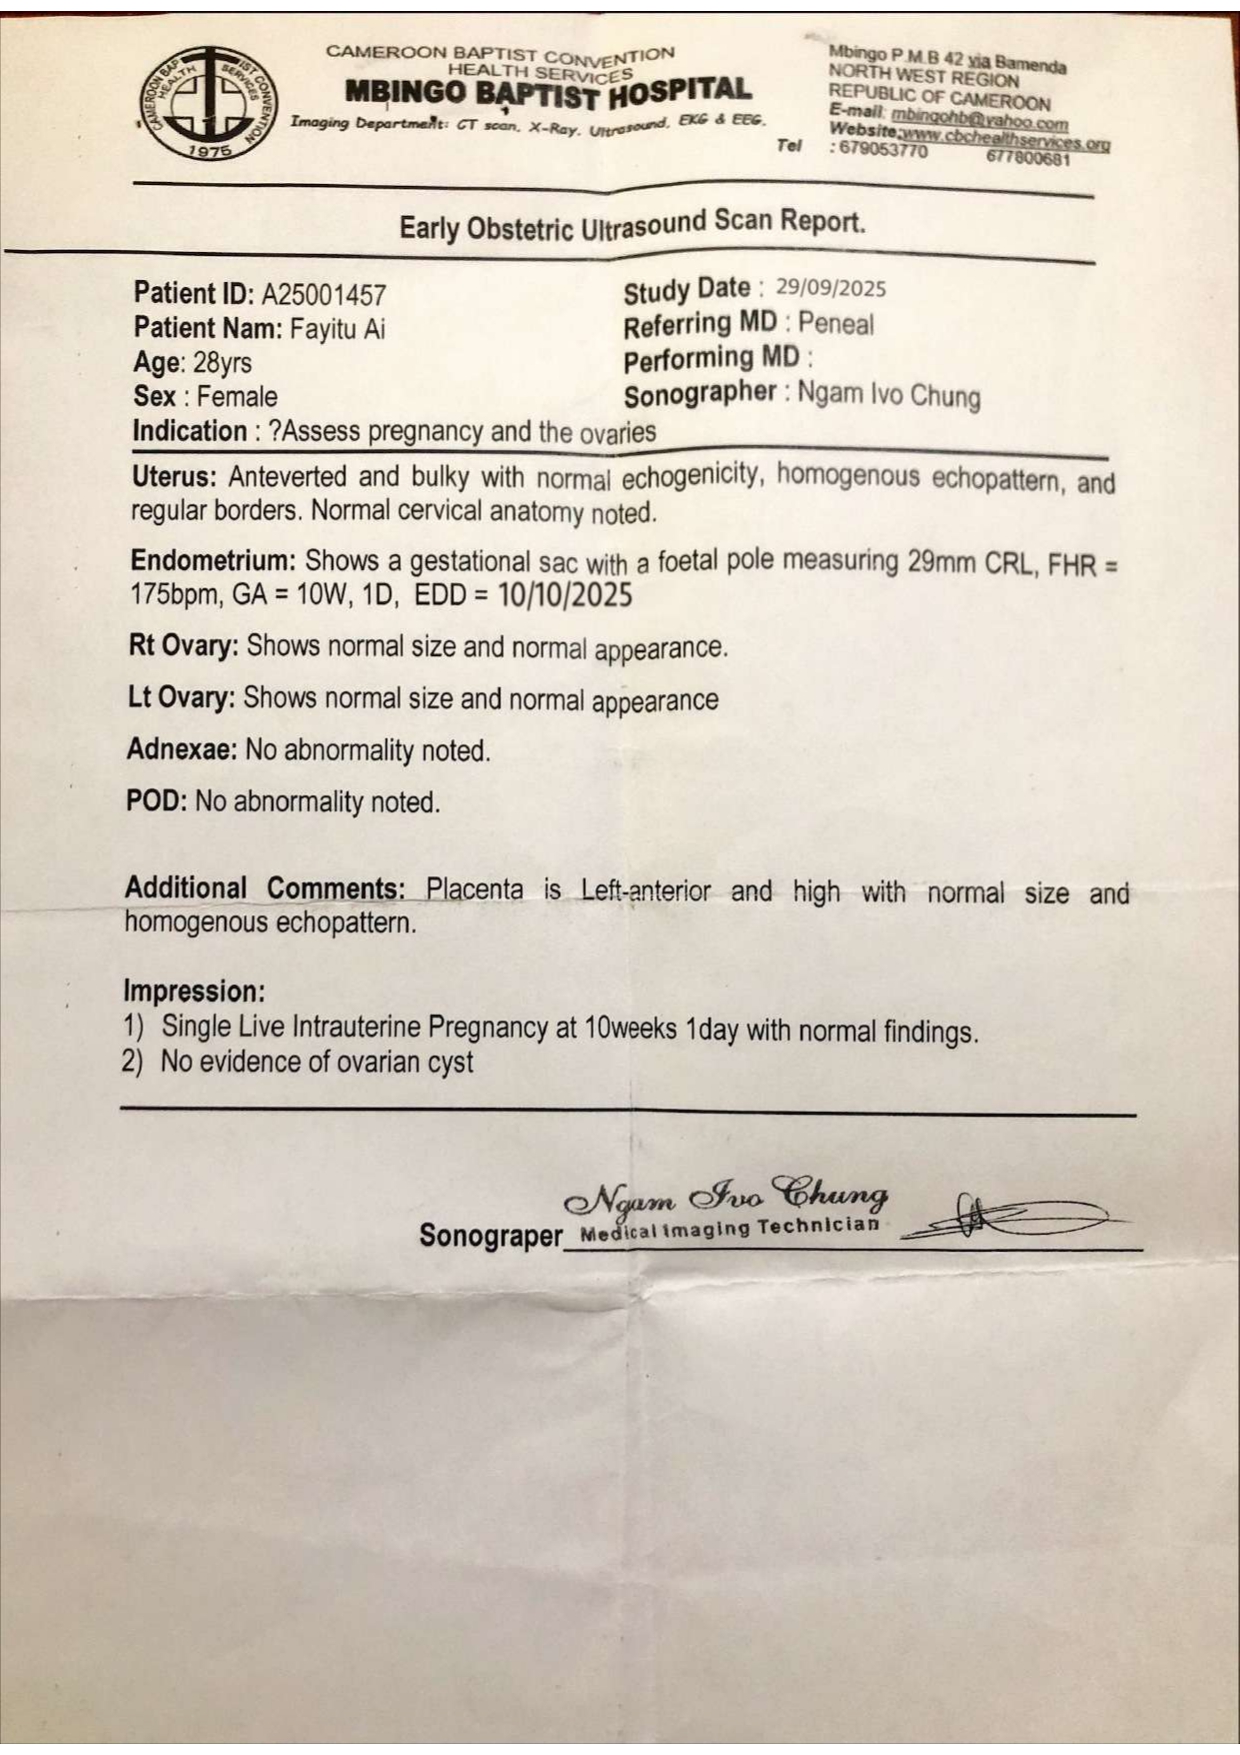 CAMEROON BAPTIST CONVENTION
HEALTH SERVICES
MBINGO BAPTIST HOSPITAL
Imaging Department: CT scan, X-Ray, Ultrasound, EKG & EEG.
CAMEROON BAPTIST CONVENTION
HEALTH SERVICES
1975
Mbingo P.M.B 42 via Bamenda
NORTH WEST REGION
REPUBLIC OF CAMEROON
E-mail: mbingohb@yahoo.com
Website:www.cbchealthservices.org
Tel : 679053770 677800681
Early Obstetric Ultrasound Scan Report.
Patient ID: A25001457 Study Date : 29/09/2025
Patient Nam: Fayitu Ai Referring MD : Peneal
Age: 28yrs Performing MD :
Sex : Female Sonographer : Ngam Ivo Chung
Indication : ?Assess pregnancy and the ovaries
Uterus: Anteverted and bulky with normal echogenicity, homogenous echopattern, and
regular borders. Normal cervical anatomy noted.
Endometrium: Shows a gestational sac with a foetal pole measuring 29mm CRL, FHR =
175bpm, GA = 10W, 1D, EDD = 10/10/2025
Rt Ovary: Shows normal size and normal appearance.
Lt Ovary: Shows normal size and normal appearance
Adnexae: No abnormality noted.
POD: No abnormality noted.
Additional Comments: Placenta is Left-anterior and high with normal size and
homogenous echopattern.
Impression:
1) Single Live Intrauterine Pregnancy at 10weeks 1day with normal findings.
2) No evidence of ovarian cyst
Ngam Ivo Chung
Sonograper Medical Imaging Technician